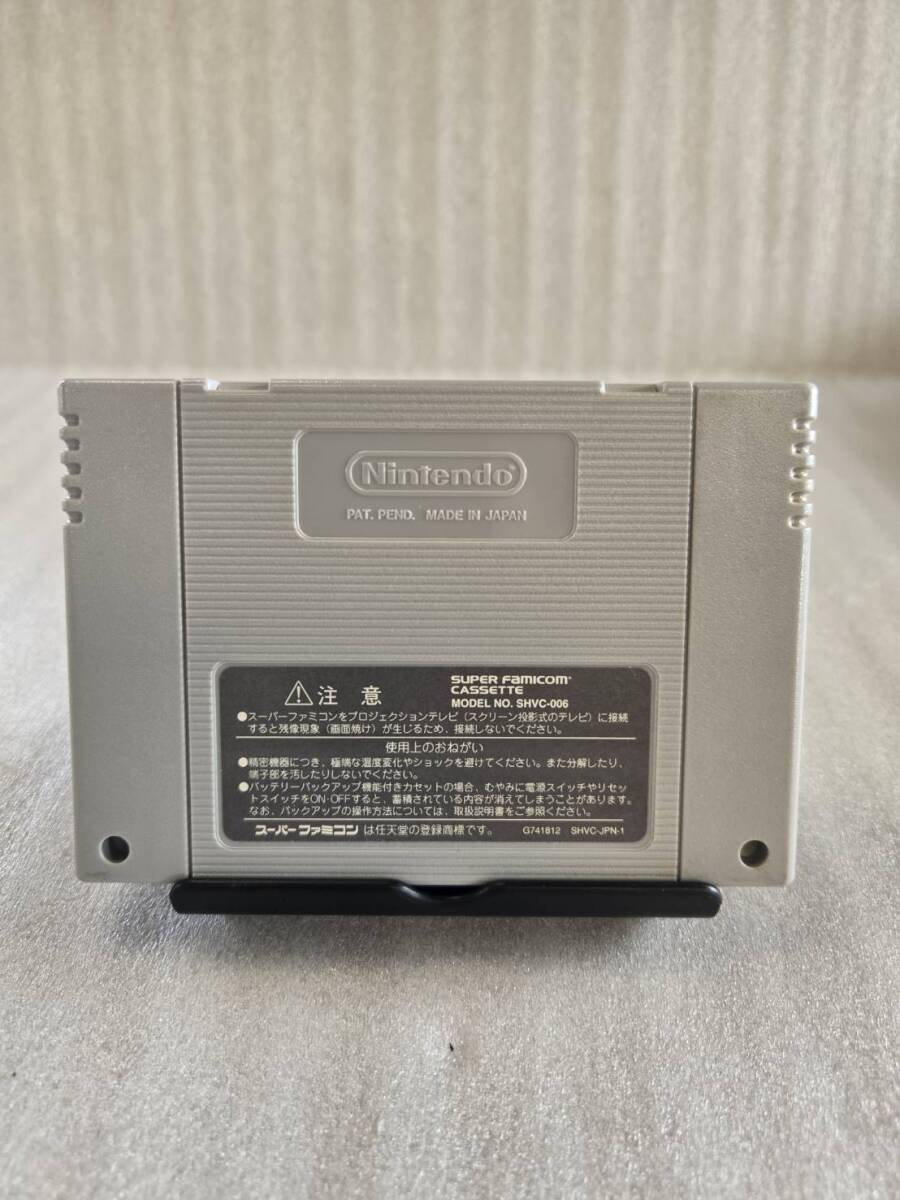 Nintendo®
PAT. PEND. MADE IN JAPAN
⚠注意
SUPER FAMICOM™
CASSETTE
MODEL NO. SHVC-006
●スーパーファミコンをプロジェクションテレビ（スクリーン投影式のテレビ）に接続
すると残像現象（画面焼け）が生じるため、接続しないでください。
使用上のおねがい
●精密機器につき、極端な温度変化やショックを避けてください。また分解したり、
端子部を汚したりしないでください。
●バッテリーバックアップ機能付きカセットの場合、むやみに電源スイッチやリセッ
トスイッチをON・OFFすると、蓄積されている内容が消えてしまうことがあります。
なお、バックアップの操作方法については、取扱説明書をご参照ください。
スーパーファミコンは任天堂の登録商標です。
G741812 SHVC-JPN-1